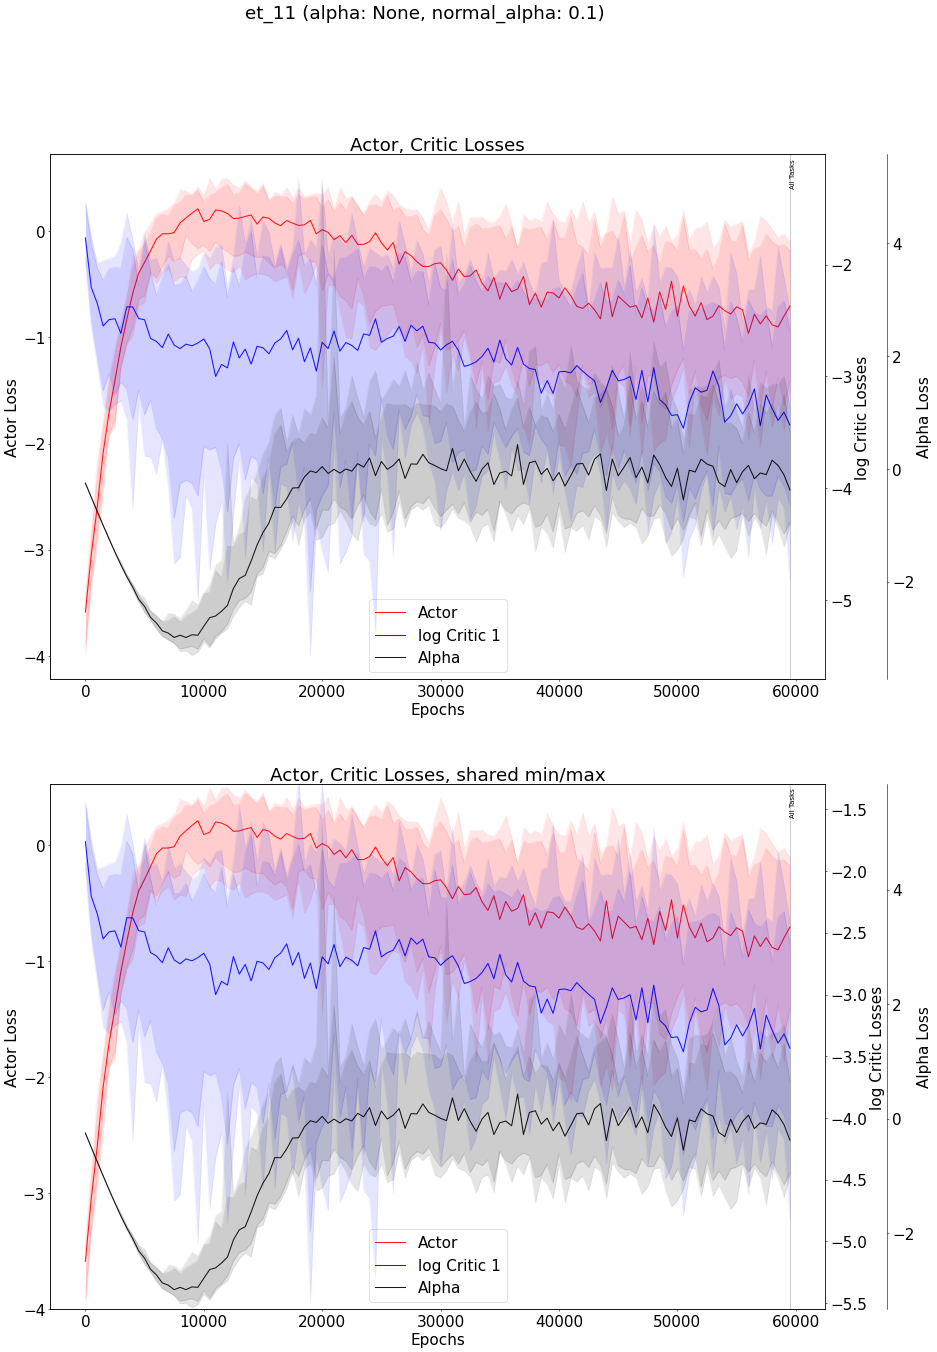 et_11 (alpha: None, normal_alpha: 0.1)
Actor, Critic Losses
All Tasks
Actor Loss
0
−1
−2
−3
−4
log Critic Losses
−2
−3
−4
−5
Alpha Loss
4
2
0
−2
Actor
log Critic 1
Alpha
0 10000 20000 30000 40000 50000 60000
Epochs
Actor, Critic Losses, shared min/max
All Tasks
Actor Loss
0
−1
−2
−3
−4
log Critic Losses
−1.5
−2.0
−2.5
−3.0
−3.5
−4.0
−4.5
−5.0
−5.5
Alpha Loss
4
2
0
−2
Actor
log Critic 1
Alpha
0 10000 20000 30000 40000 50000 60000
Epochs